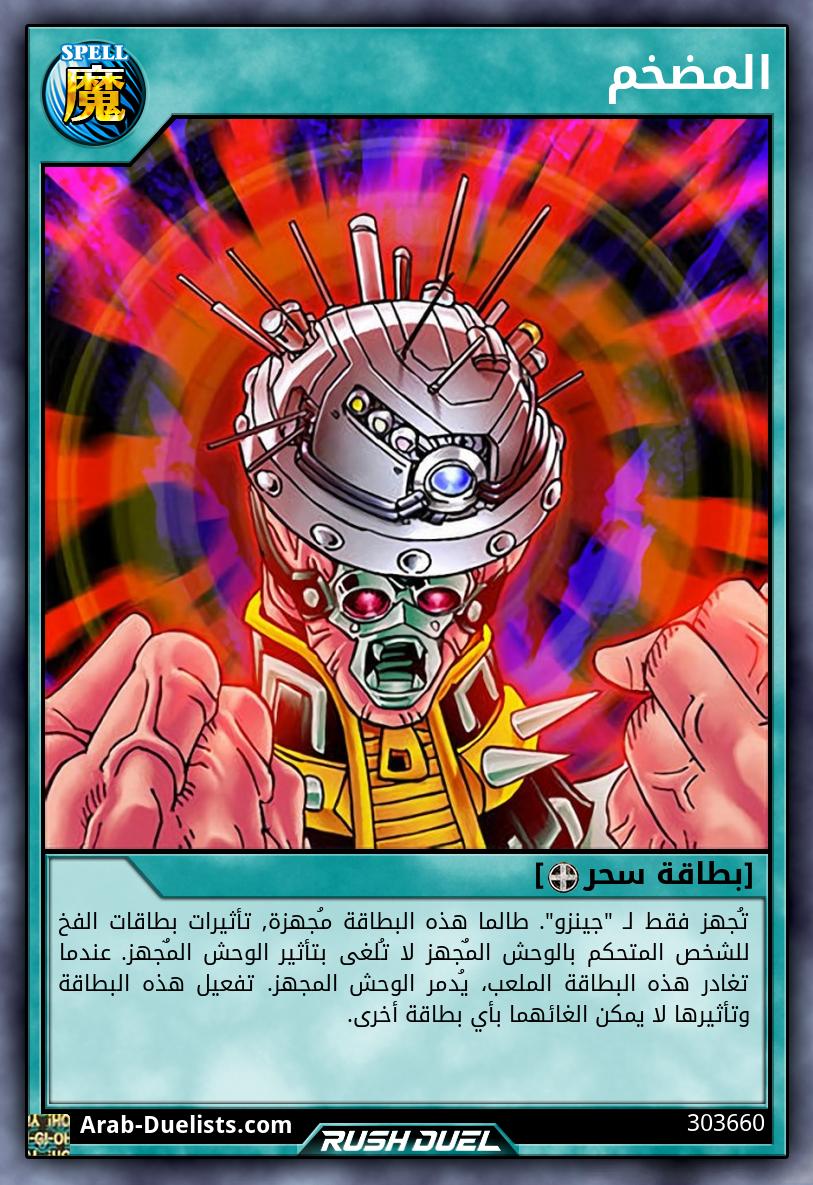 SPELL
魔
المضخم
[بطاقة سحر]
تُجهز فقط لـ "جينزو". طالما هذه البطاقة مُجهزة, تأثيرات بطاقات الفخ
للشخص المتحكم بالوحش المُجهز لا تُلغى بتأثير الوحش المُجهز. عندما
تغادر هذه البطاقة الملعب، يُدمر الوحش المجهز. تفعيل هذه البطاقة
وتأثيرها لا يمكن الغائهما بأي بطاقة أخرى.
Arab-Duelists.com
303660
RUSH DUEL